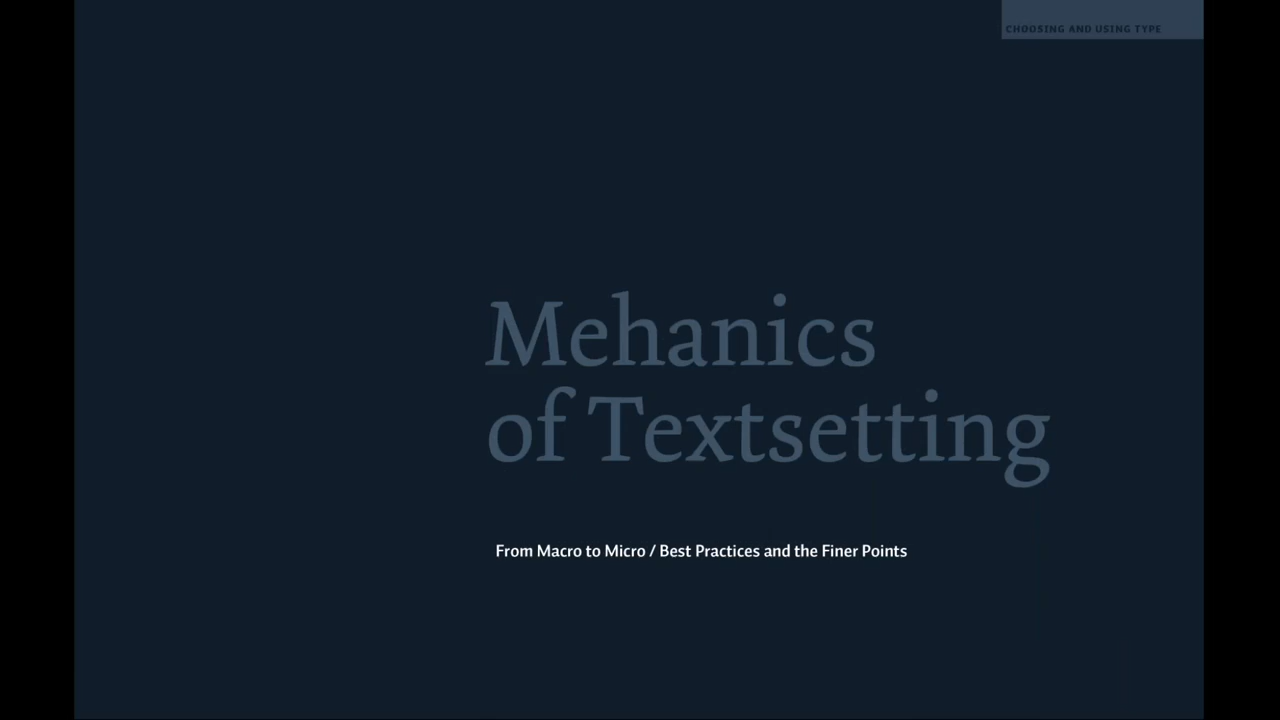 CHOOSING AND USING TYPE
Mehanics
of Textsetting
From Macro to Micro / Best Practices and the Finer Points